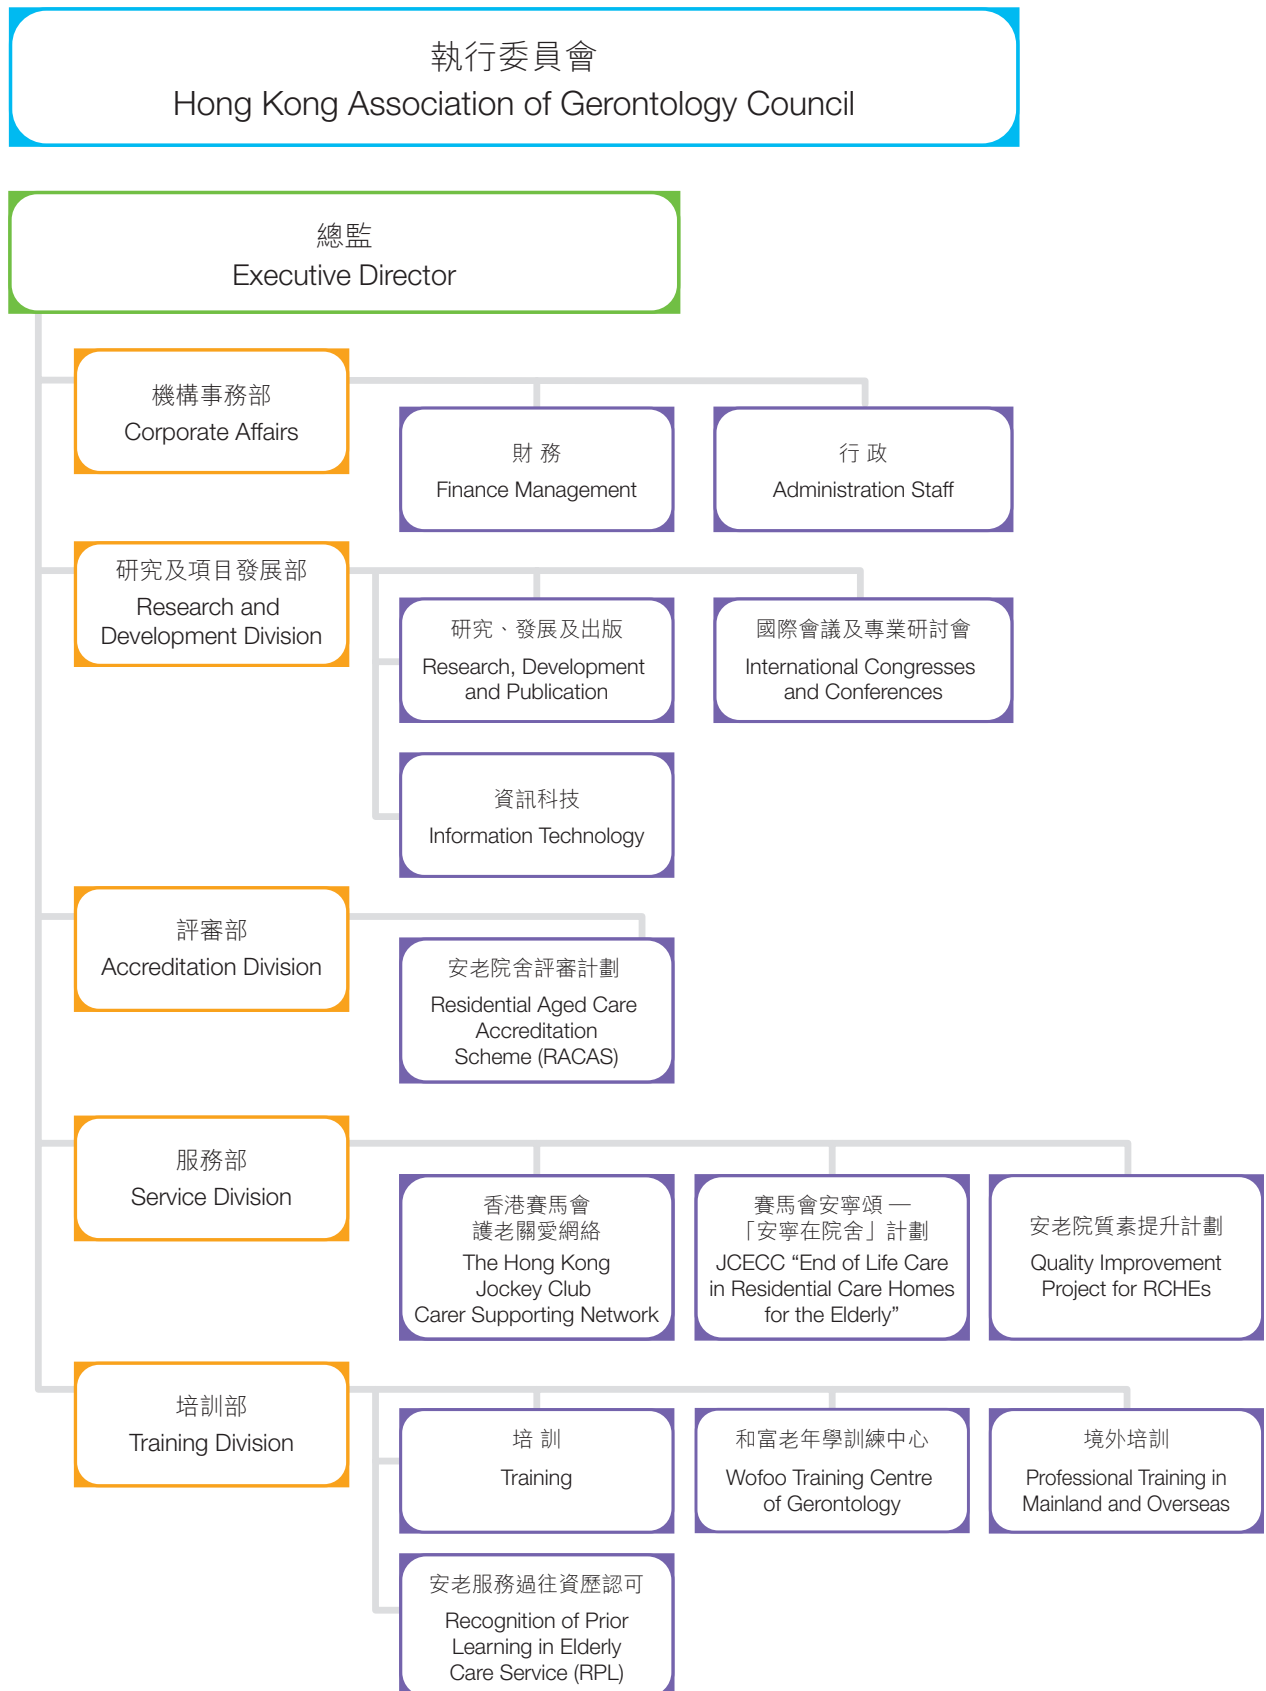 執行委員會
Hong Kong Association of Gerontology Council
總監
Executive Director
機構事務部
Corporate Affairs
財 務
Finance Management
行 政
Administration Staff
研究及項目發展部
Research and
Development Division
研究、發展及出版
Research, Development
and Publication
國際會議及專業研討會
International Congresses
and Conferences
資訊科技
Information Technology
評審部
Accreditation Division
安老院舍評審計劃
Residential Aged Care
Accreditation
Scheme (RACAS)
服務部
Service Division
香港賽馬會
護老關愛網絡
The Hong Kong
Jockey Club
Carer Supporting Network
賽馬會安寧頌 —
「安寧在院舍」計劃
JCECC “End of Life Care
in Residential Care Homes
for the Elderly”
安老院質素提升計劃
Quality Improvement
Project for RCHEs
培訓部
Training Division
培 訓
Training
和富老年學訓練中心
Wofoo Training Centre
of Gerontology
境外培訓
Professional Training in
Mainland and Overseas
安老服務過往資歷認可
Recognition of Prior
Learning in Elderly
Care Service (RPL)